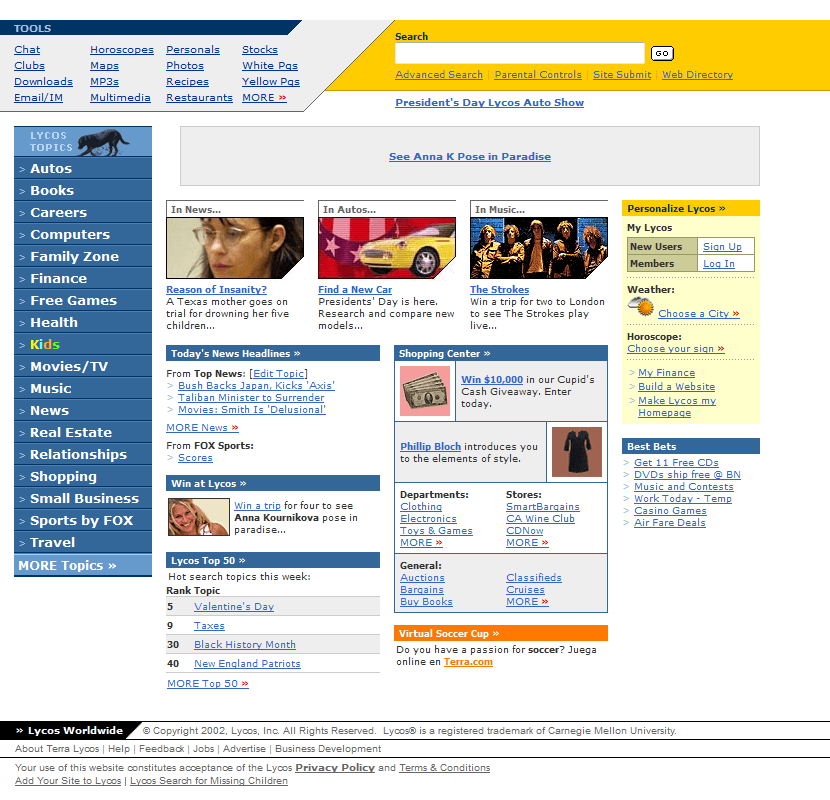 TOOLS
Chat Horoscopes Personals Stocks
Clubs Maps Photos White Pgs
Downloads MP3s Recipes Yellow Pgs
Email/IM Multimedia Restaurants MORE »
Search
GO
Advanced Search | Parental Controls | Site Submit | Web Directory
President's Day Lycos Auto Show
LYCOS
TOPICS
> Autos
> Books
> Careers
> Computers
> Family Zone
> Finance
> Free Games
> Health
> Kids
> Movies/TV
> Music
> News
> Real Estate
> Relationships
> Shopping
> Small Business
> Sports by FOX
> Travel
MORE Topics »
See Anna K Pose in Paradise
In News...
Reason of Insanity?
A Texas mother goes on
trial for drowning her five
children...
In Autos...
Find a New Car
Presidents' Day is here.
Research and compare new
models...
In Music...
The Strokes
Win a trip for two to London
to see The Strokes play
live...
Today's News Headlines »
From Top News: [Edit Topic]
> Bush Backs Japan, Kicks 'Axis'
> Taliban Minister to Surrender
> Movies: Smith Is 'Delusional'
MORE News »
From FOX Sports:
> Scores
Win at Lycos »
Win a trip for four to see
Anna Kournikova pose in
paradise...
Lycos Top 50 »
Hot search topics this week:
Rank Topic
5 Valentine's Day
9 Taxes
30 Black History Month
40 New England Patriots
MORE Top 50 »
Shopping Center »
Win $10,000 in our Cupid's
Cash Giveaway. Enter
today.
Phillip Bloch introduces you
to the elements of style.
Departments: Stores:
Clothing SmartBargains
Electronics CA Wine Club
Toys & Games CDNow
MORE » MORE »
General:
Auctions Classifieds
Bargains Cruises
Buy Books MORE »
Virtual Soccer Cup »
Do you have a passion for soccer? Juega
online en Terra.com
Personalize Lycos »
My Lycos
New Users Sign Up
Members Log In
Weather:
Choose a City »
Horoscope:
Choose your sign »
> My Finance
> Build a Website
> Make Lycos my
Homepage
Best Bets
> Get 11 Free CDs
> DVDs ship free @ BN
> Music and Contests
> Work Today - Temp
> Casino Games
> Air Fare Deals
» Lycos Worldwide © Copyright 2002, Lycos, Inc. All Rights Reserved. Lycos® is a registered trademark of Carnegie Mellon University.
About Terra Lycos | Help | Feedback | Jobs | Advertise | Business Development
Your use of this website constitutes acceptance of the Lycos Privacy Policy and Terms & Conditions
Add Your Site to Lycos | Lycos Search for Missing Children